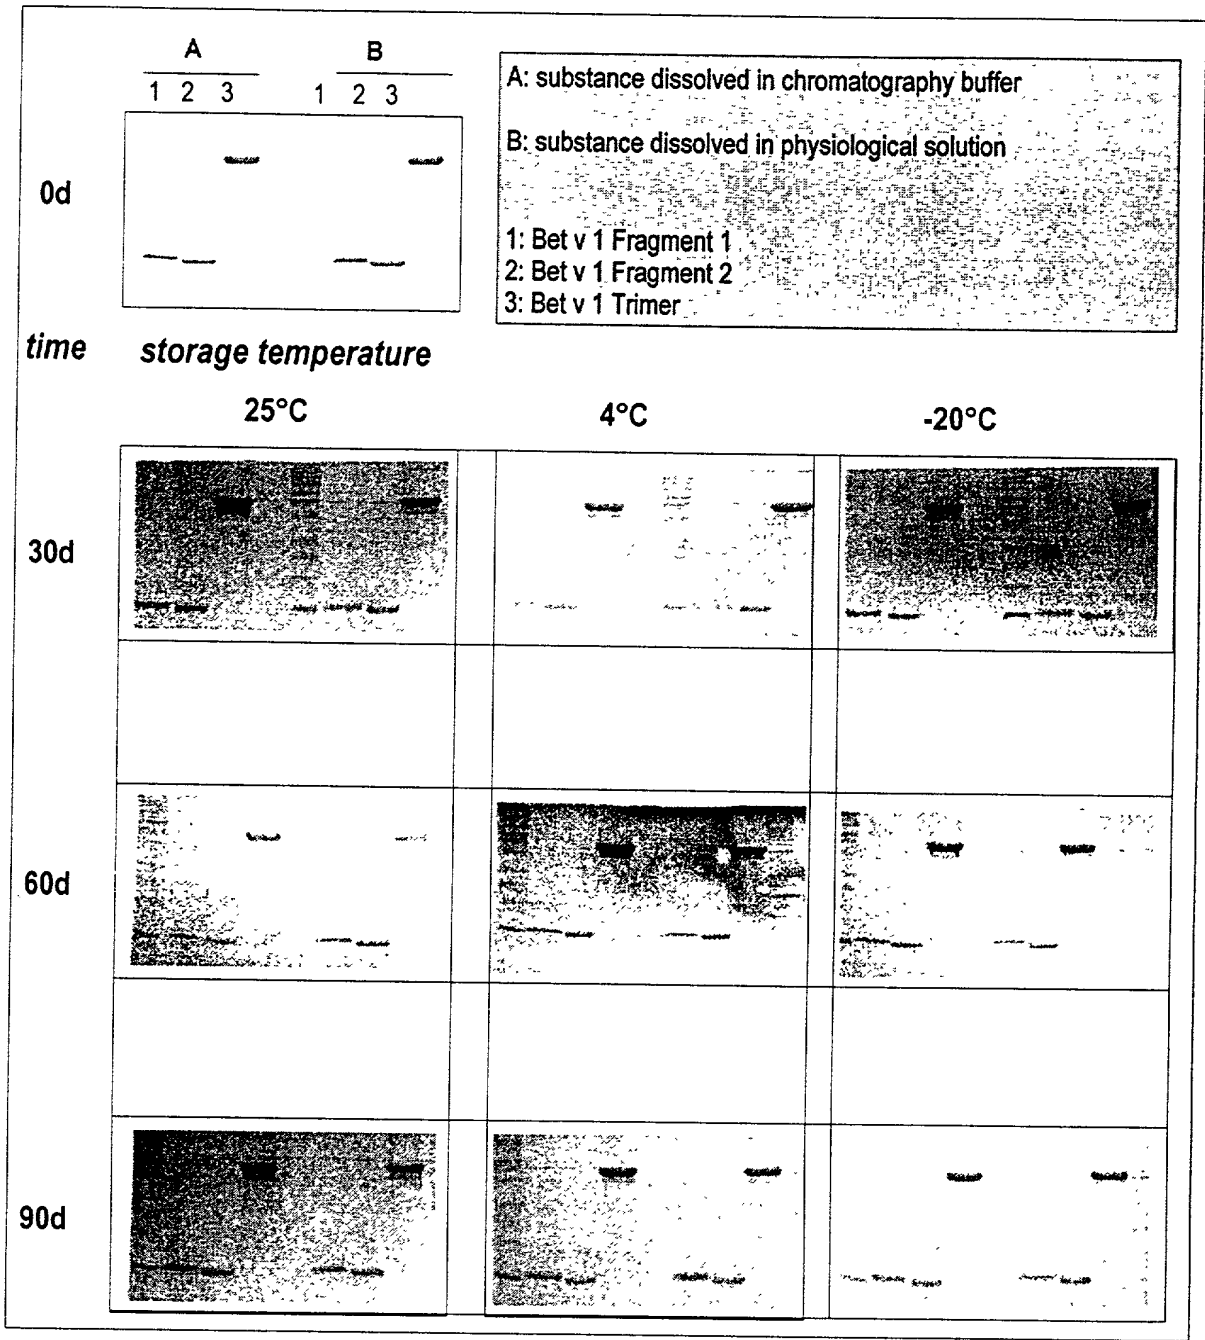 A B
1 2 3 1 2 3
A: substance dissolved in chromatography buffer
B: substance dissolved in physiological solution
0d
1: Bet v 1 Fragment 1
2: Bet v 1 Fragment 2
3: Bet v 1 Trimer
time storage temperature
25°C 4°C -20°C
30d
60d
90d